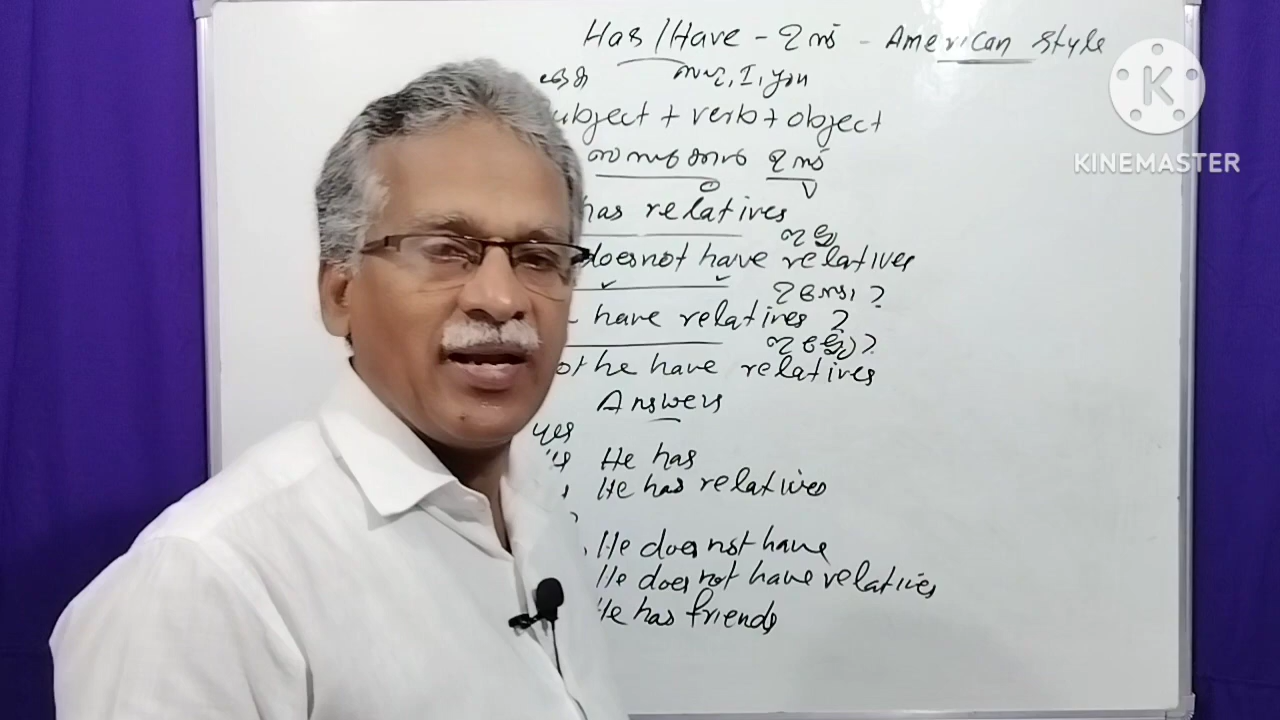 Has/Have - ഉണ്ട് - American Style
I, you
ubject + verb + object
ഉണ്ട്
O V
has relatives
ഇല്ല
does not have relatives
ഉണ്ടോ?
have relatives?
ഇല്ലേ?
ot he have relatives
Answers
yes
He has
He has relatives
He does not have
He does not have relatives
He has friends
K
KINEMASTER